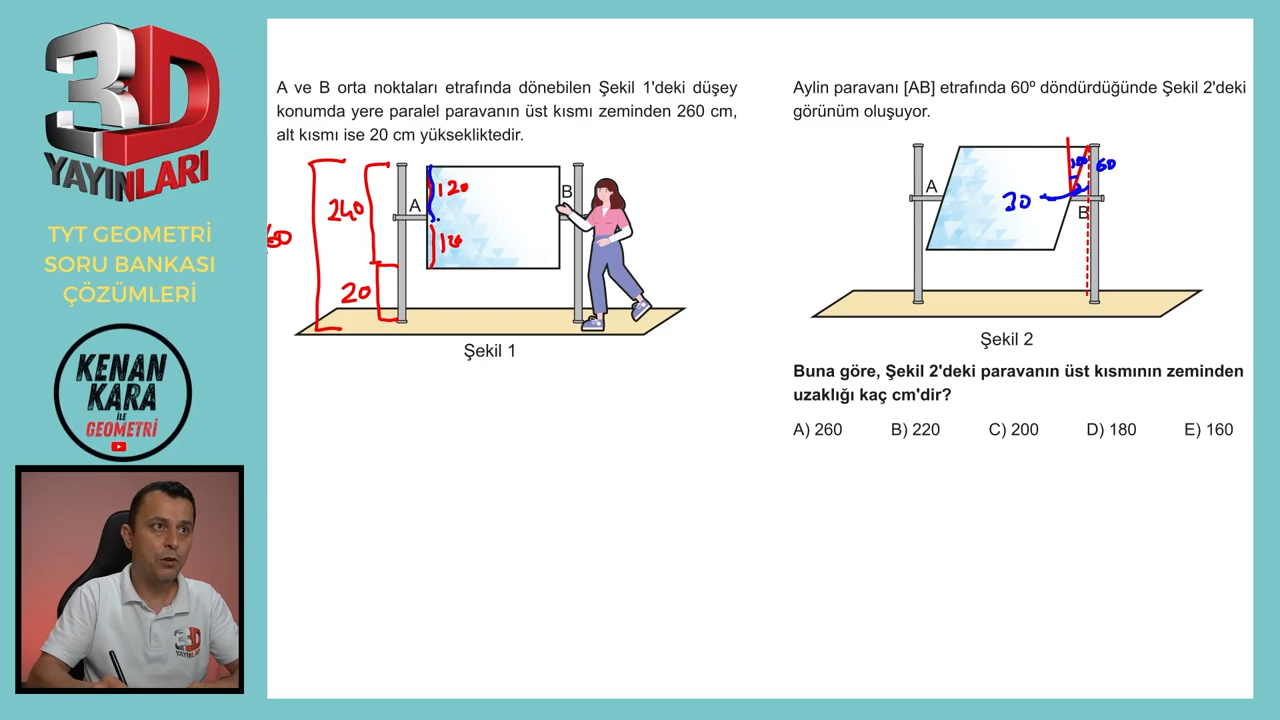 3D
YAYINLARI
TYT GEOMETRİ
SORU BANKASI
ÇÖZÜMLERİ
KENAN
KARA
İLE
GEOMETRİ
3D
YAYINLARI
A ve B orta noktaları etrafında dönebilen Şekil 1'deki düşey
konumda yere paralel paravanın üst kısmı zeminden 260 cm,
alt kısmı ise 20 cm yüksekliktedir.
240
20
A
120
B
Şekil 1
Aylin paravanı [AB] etrafında 60º döndürdüğünde Şekil 2'deki
görünüm oluşuyor.
A
30
60
B
Şekil 2
Buna göre, Şekil 2'deki paravanın üst kısmının zeminden
uzaklığı kaç cm'dir?
A) 260 B) 220 C) 200 D) 180 E) 160